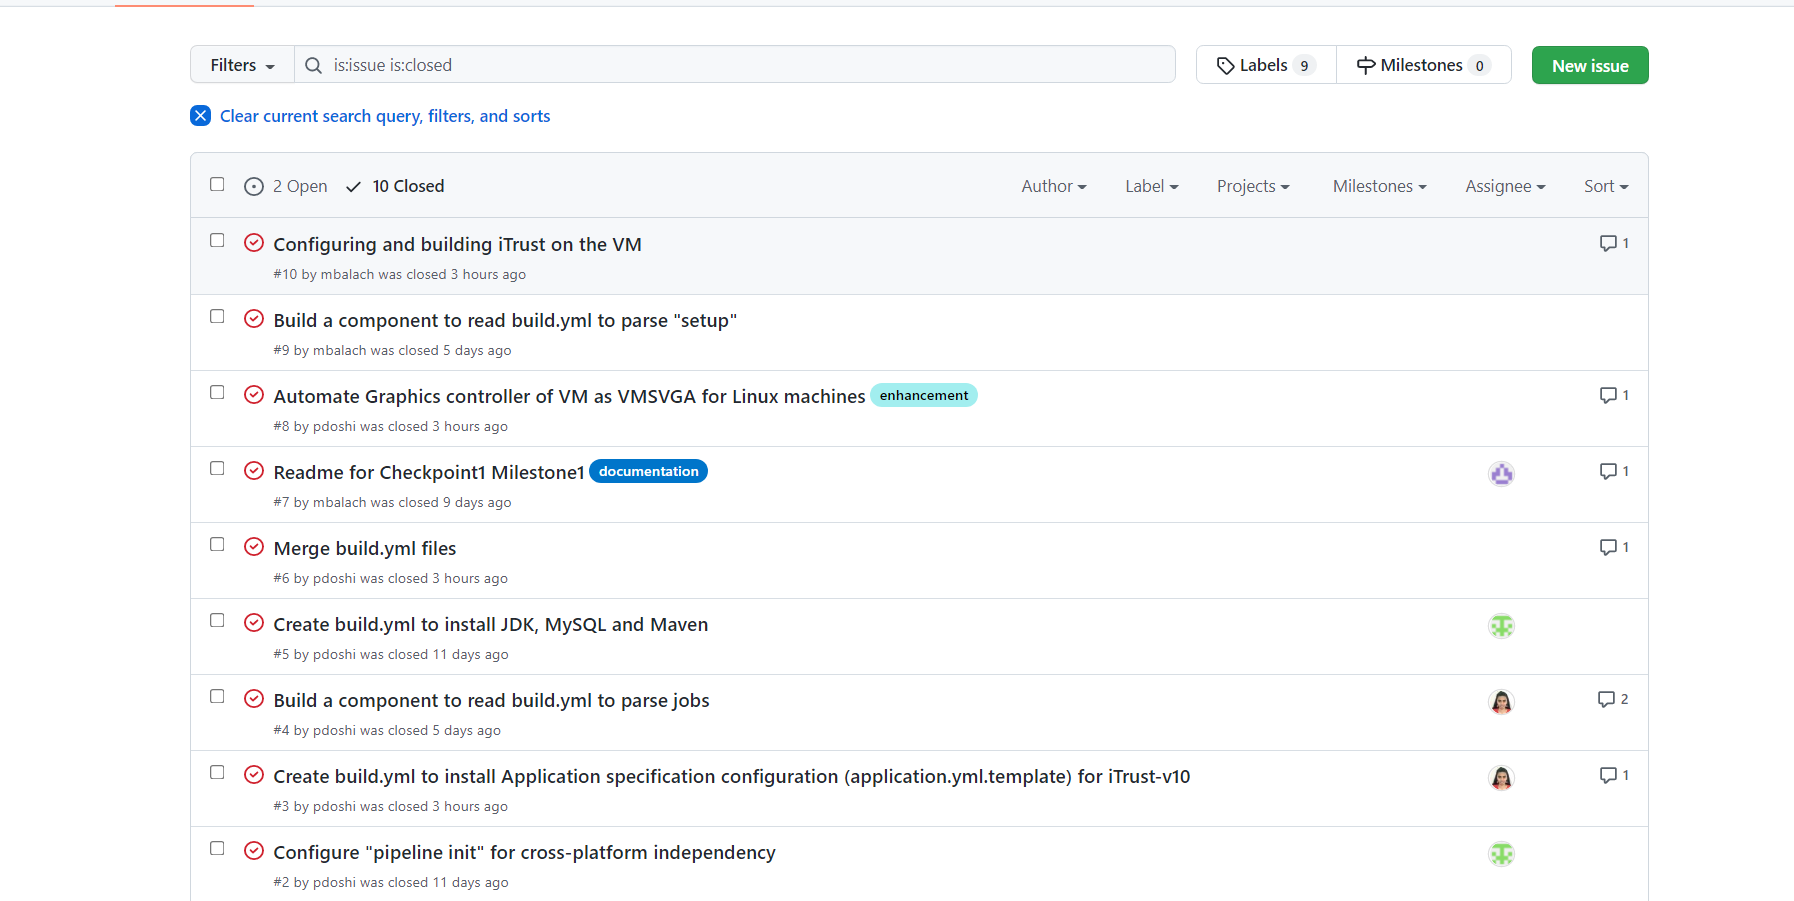 Filters is:issue is:closed Labels 9 Milestones 0 New issue
Clear current search query, filters, and sorts
2 Open 10 Closed Author Label Projects Milestones Assignee Sort
Configuring and building iTrust on the VM 1
#10 by mbalach was closed 3 hours ago
Build a component to read build.yml to parse "setup"
#9 by mbalach was closed 5 days ago
Automate Graphics controller of VM as VMSVGA for Linux machines enhancement 1
#8 by pdoshi was closed 3 hours ago
Readme for Checkpoint1 Milestone1 documentation 1
#7 by mbalach was closed 9 days ago
Merge build.yml files 1
#6 by pdoshi was closed 3 hours ago
Create build.yml to install JDK, MySQL and Maven
#5 by pdoshi was closed 11 days ago
Build a component to read build.yml to parse jobs 2
#4 by pdoshi was closed 5 days ago
Create build.yml to install Application specification configuration (application.yml.template) for iTrust-v10 1
#3 by pdoshi was closed 3 hours ago
Configure "pipeline init" for cross-platform independency
#2 by pdoshi was closed 11 days ago